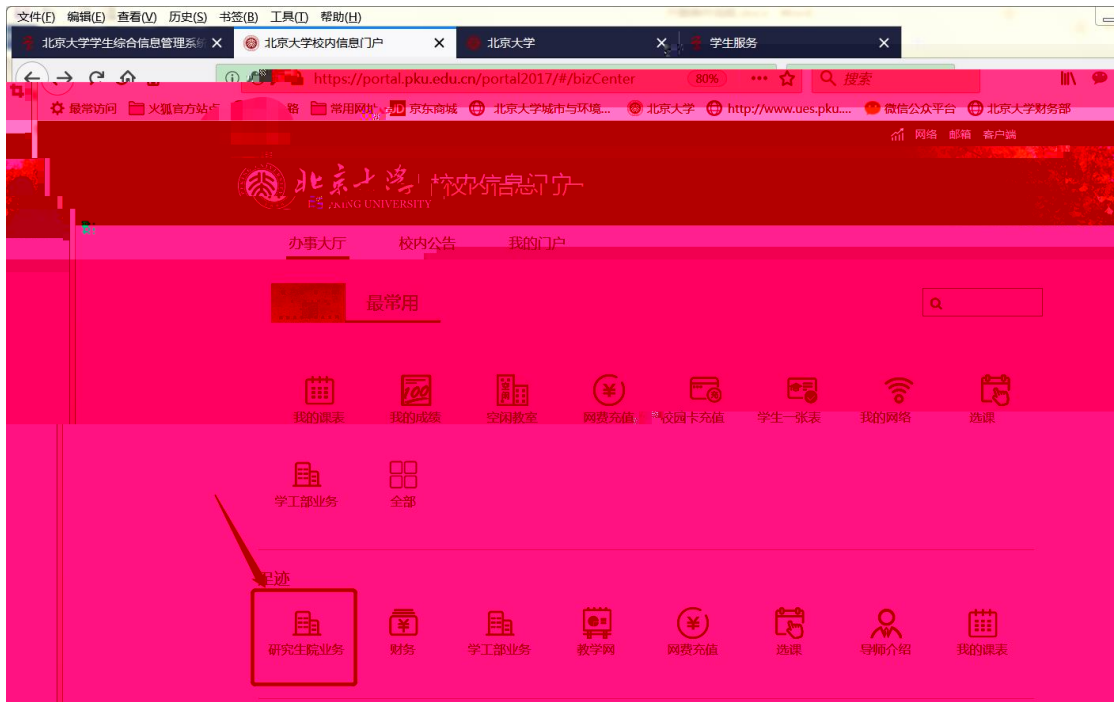 文件(F) 编辑(E) 查看(V) 历史(S) 书签(B) 工具(T) 帮助(H)
北京大学学生综合信息管理系统 北京大学校内信息门户 北京大学 学生服务
https://portal.pku.edu.cn/portal2017/#/bizCenter 80% 搜索
最常访问 火狐官方站点 常用网址 JD 京东商城 北京大学城市与环境... 北京大学 http://www.ues.pku.... 微信公众平台 北京大学财务部
网络 邮箱 客户端
北京大学 校内信息门户
PEKING UNIVERSITY
办事大厅 校内公告 我的门户
最常用
我的课表 我的成绩 空闲教室 网费充值 校园卡充值 学生一张表 我的网络 选课
学工部业务 全部
足迹
研究生院业务 财务 学工部业务 教学网 网费充值 选课 导师介绍 我的课表